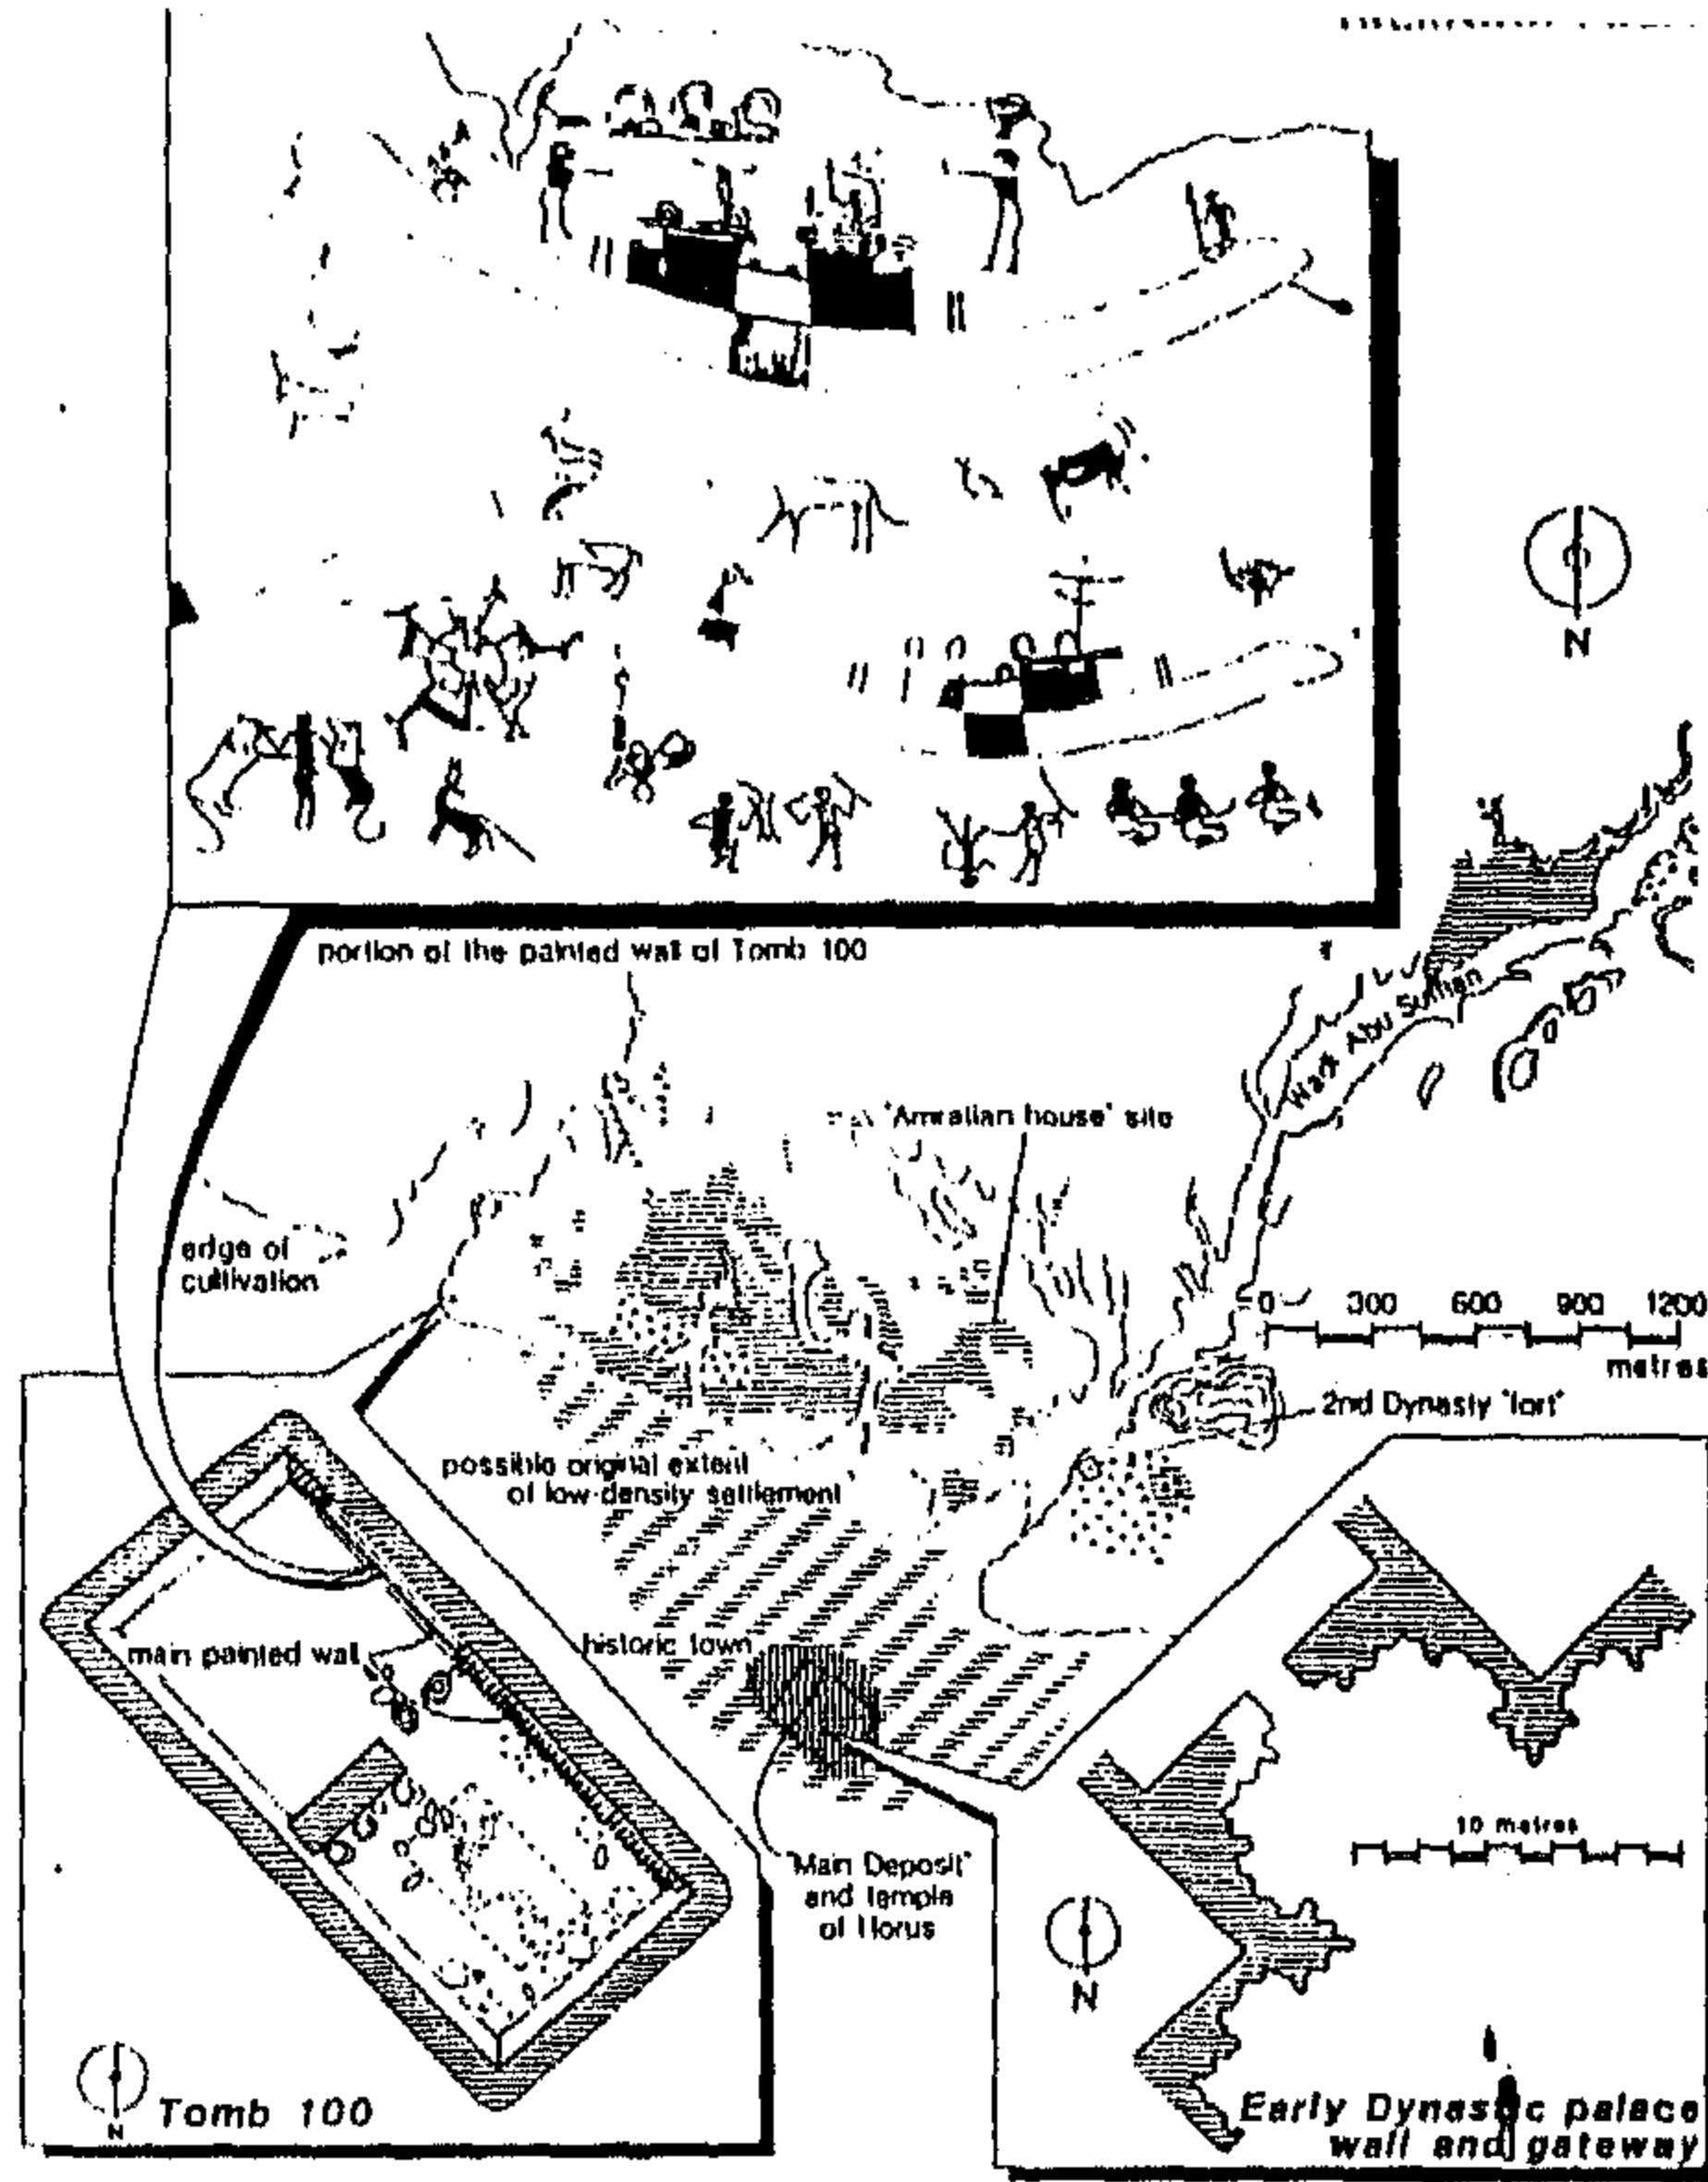 portion of the painted wall of Tomb 100
N
Wadi Abu Suffian
'Amratian house' site
edge of
cultivation
0 300 600 900 1200
metres
2nd Dynasty 'fort'
possible original extent
of low-density settlement
main painted wall
historic town
10 metres
'Main Deposit'
and temple
of Horus
N
N
Tomb 100
Early Dynastic palace
wall and gateway